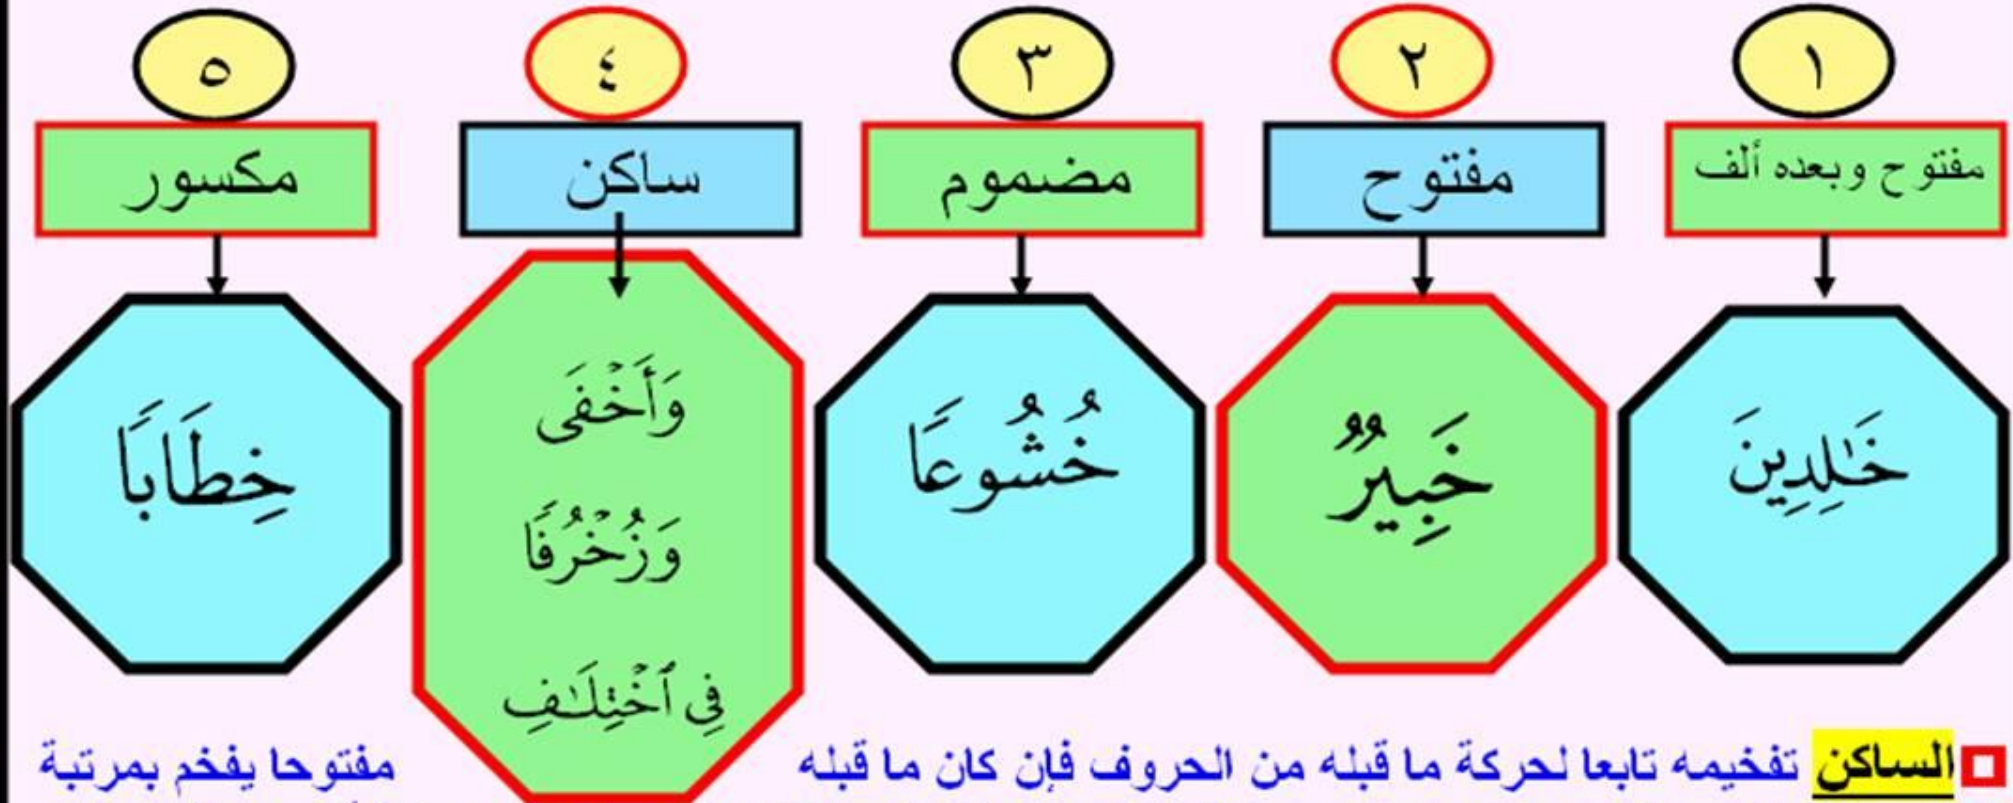 ١ ٢ ٣ ٤ ٥
مفتوح وبعده ألف مفتوح مضموم ساكن مكسور
خَـٰلِدِينَ خَبِيرٌ خُشُوعًا وَأَخْفَى خِطَابًا
وَزُخْرُفًا
فِي ٱخْتِلَـٰفِ
الساكن تفخيمه تابعا لحركة ما قبله من الحروف فإن كان ما قبله مفتوحا يفخم بمرتبة